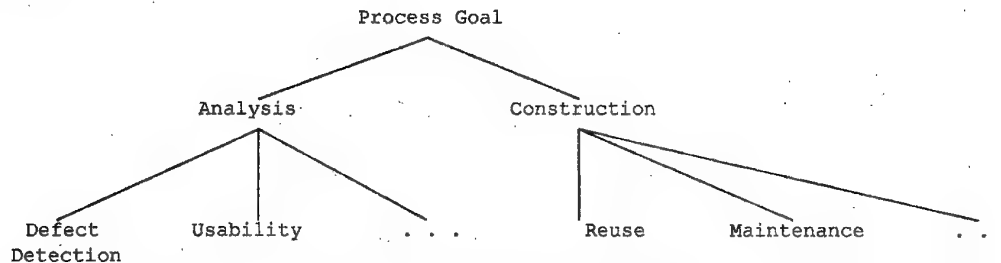 Process Goal
Analysis Construction
Defect Usability . . . . Reuse Maintenance . .
Detection